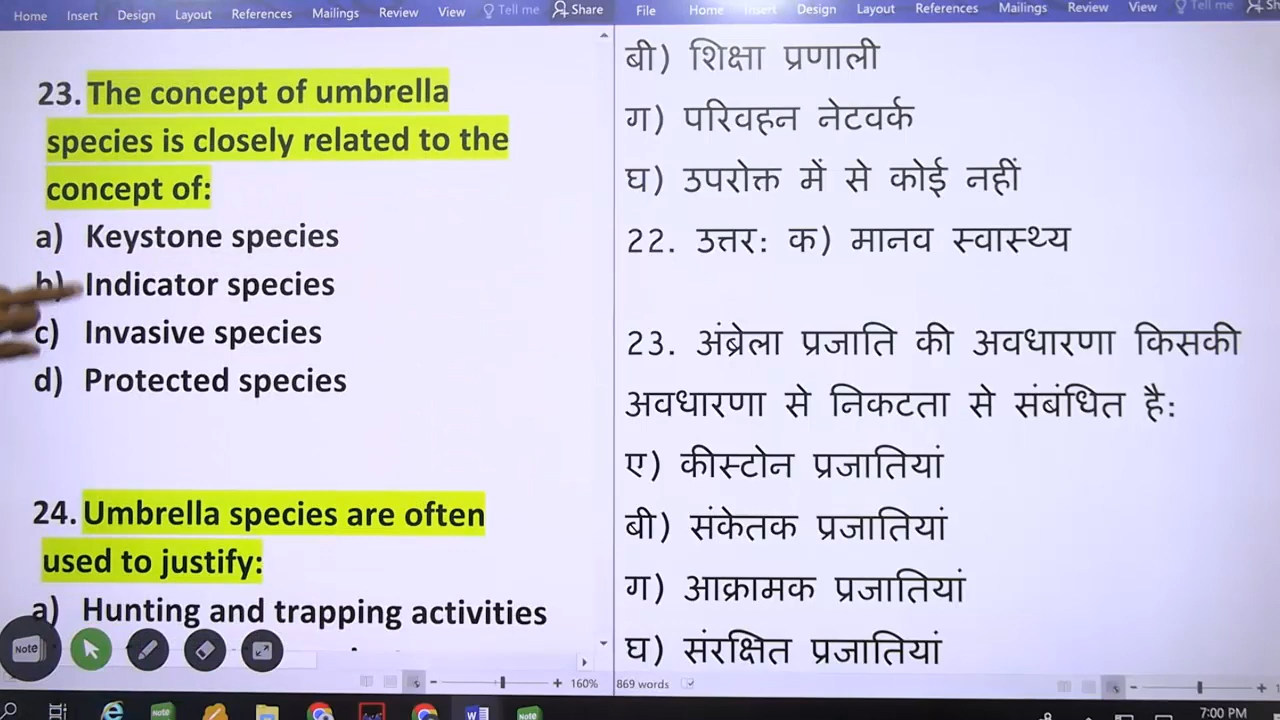 Home Insert Design Layout References Mailings Review View Tell me Share
23. The concept of umbrella
species is closely related to the
concept of:
a) Keystone species
b) Indicator species
c) Invasive species
d) Protected species
24. Umbrella species are often
used to justify:
a) Hunting and trapping activities
Note
160%
File Home Insert Design Layout References Mailings Review View Tell me
बी) शिक्षा प्रणाली
ग) परिवहन नेटवर्क
घ) उपरोक्त में से कोई नहीं
22. उत्तर: क) मानव स्वास्थ्य
23. अंब्रेला प्रजाति की अवधारणा किसकी
अवधारणा से निकटता से संबंधित है:
ए) कीस्टोन प्रजातियां
बी) संकेतक प्रजातियां
ग) आक्रामक प्रजातियां
घ) संरक्षित प्रजातियां
869 words
Note Note
7:00 PM